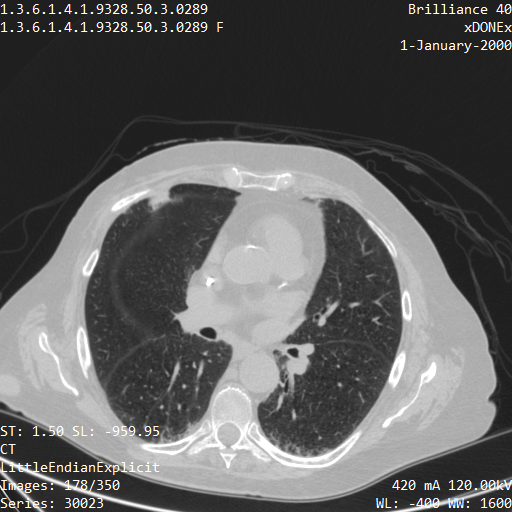 1.3.6.1.4.1.9328.50.3.0289
Brilliance 40
1.3.6.1.4.1.9328.50.3.0289 F
xDONEx
1-January-2000
ST: 1.50 SL: -959.95
CT
LittleEndianExplicit
Images: 178/350
420 mA 120.00kV
Series: 30023
WL: -400 WW: 1600